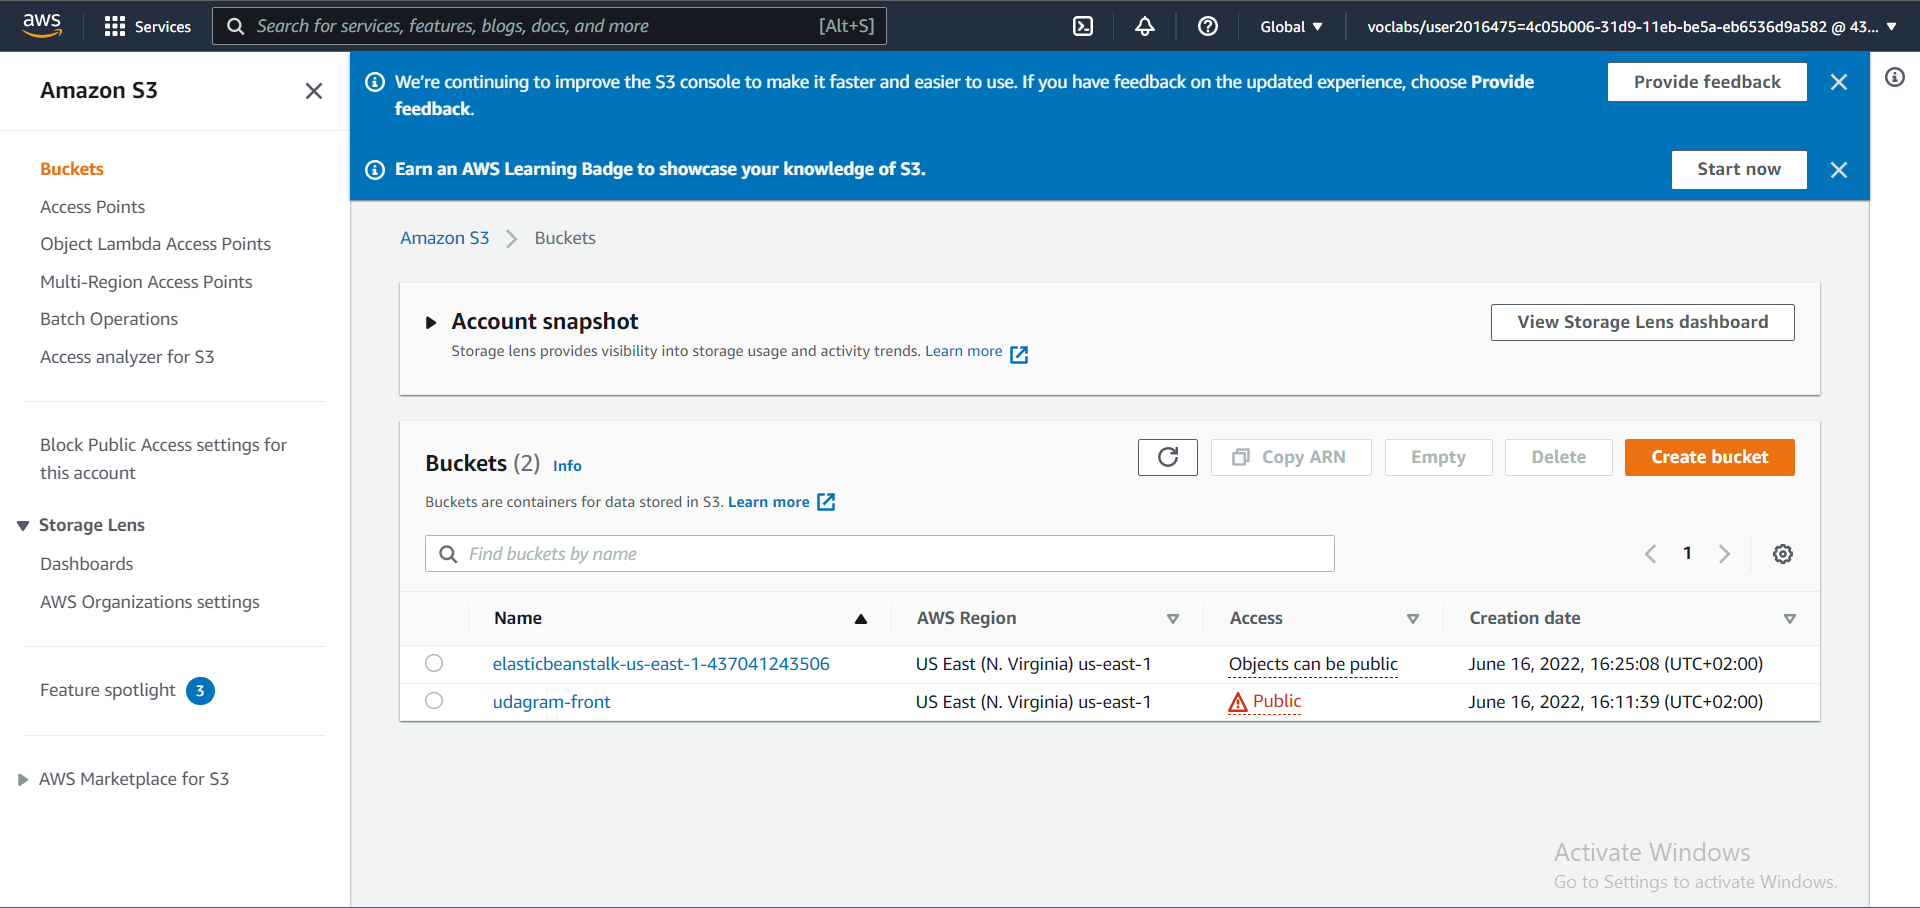 aws
Services
Search for services, features, blogs, docs, and more [Alt+S]
Global
voclabs/user2016475=4c05b006-31d9-11eb-be5a-eb6536d9a582 @ 43...
Amazon S3
Buckets
Access Points
Object Lambda Access Points
Multi-Region Access Points
Batch Operations
Access analyzer for S3
Block Public Access settings for
this account
Storage Lens
Dashboards
AWS Organizations settings
Feature spotlight 3
AWS Marketplace for S3
We're continuing to improve the S3 console to make it faster and easier to use. If you have feedback on the updated experience, choose Provide
feedback.
Provide feedback
Earn an AWS Learning Badge to showcase your knowledge of S3.
Start now
Amazon S3 Buckets
Account snapshot
Storage lens provides visibility into storage usage and activity trends. Learn more
View Storage Lens dashboard
Buckets (2) Info
Copy ARN
Empty
Delete
Create bucket
Buckets are containers for data stored in S3. Learn more
Find buckets by name
1
Name AWS Region Access Creation date
elasticbeanstalk-us-east-1-437041243506 US East (N. Virginia) us-east-1 Objects can be public June 16, 2022, 16:25:08 (UTC+02:00)
udagram-front US East (N. Virginia) us-east-1 Public June 16, 2022, 16:11:39 (UTC+02:00)
Activate Windows
Go to Settings to activate Windows.